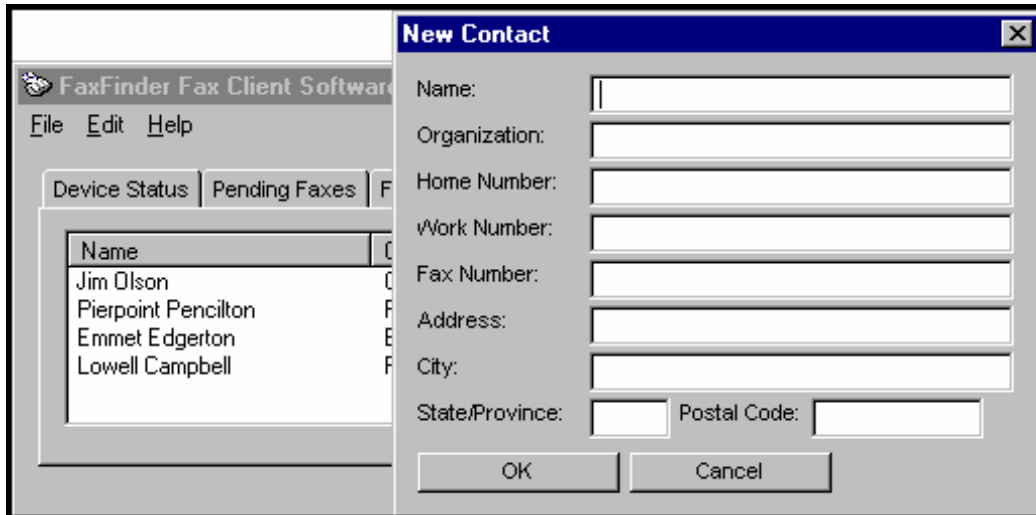 New Contact
FaxFinder Fax Client Softwar
File Edit Help
Device Status Pending Faxes F
Name
Jim Olson
Pierpoint Pencilton
Emmet Edgerton
Lowell Campbell
Name:
Organization:
Home Number:
Work Number:
Fax Number:
Address:
City:
State/Province: Postal Code:
OK Cancel